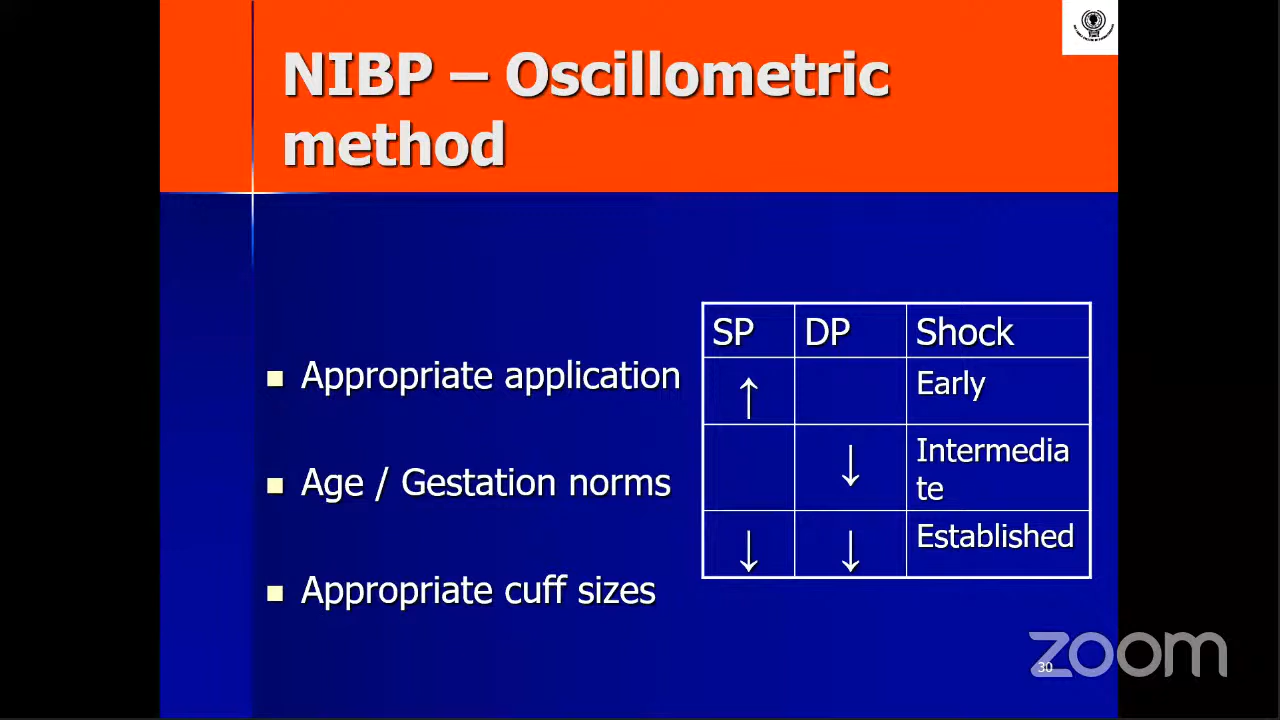 NIBP – Oscillometric
method
■ Appropriate application
■ Age / Gestation norms
■ Appropriate cuff sizes
SP DP Shock
↑ Early
↓ Intermedia
te
↓ ↓ Established
30
zoom